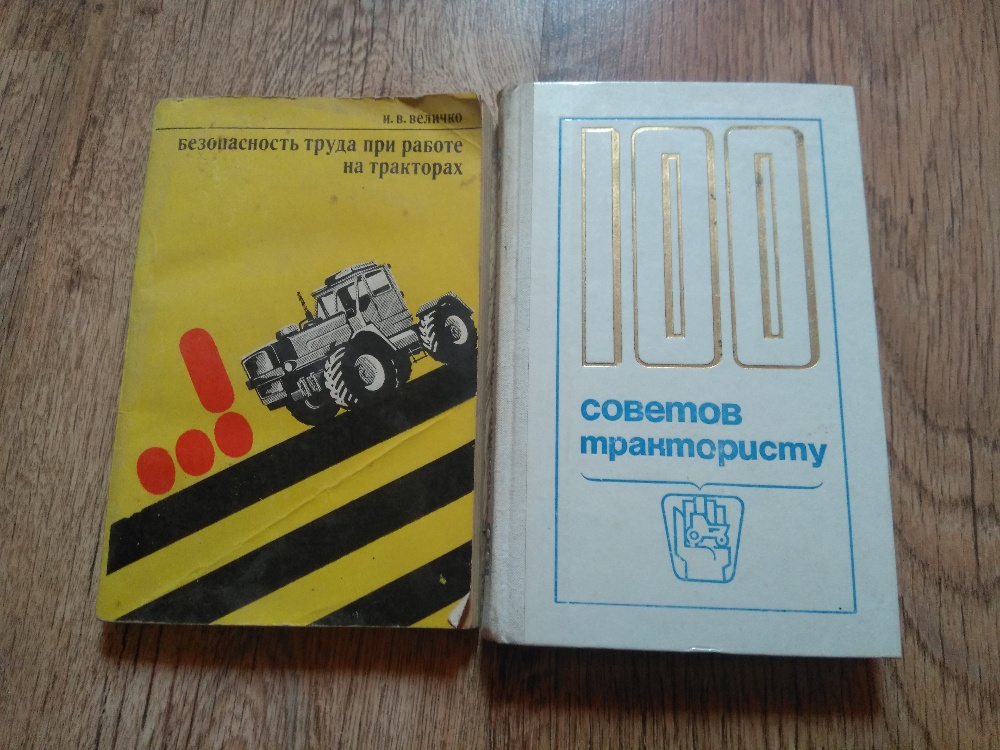 и. в. величко
безопасность труда при работе
на тракторах
100
советов
трактористу